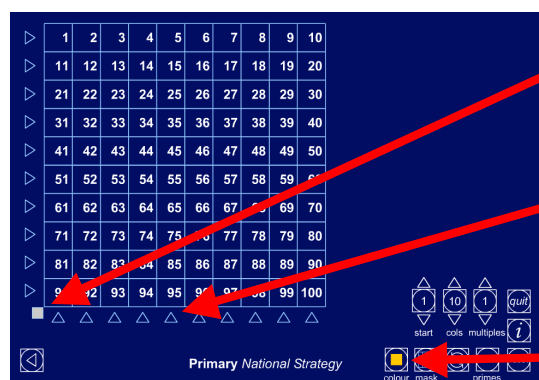 1 2 3 4 5 6 7 8 9 10
11 12 13 14 15 16 17 18 19 20
21 22 23 24 25 26 27 28 29 30
31 32 33 34 35 36 37 38 39 40
41 42 43 44 45 46 47 48 49 50
51 52 53 54 55 56 57 58 59
61 62 63 64 65 66 67 69 70
71 72 73 74 75 77 78 79 80
81 82 83 84 85 86 87 88 89 90
92 93 94 95 99 100
1 10 1 quit
start cols multiples i
Primary National Strategy
colour mask primes